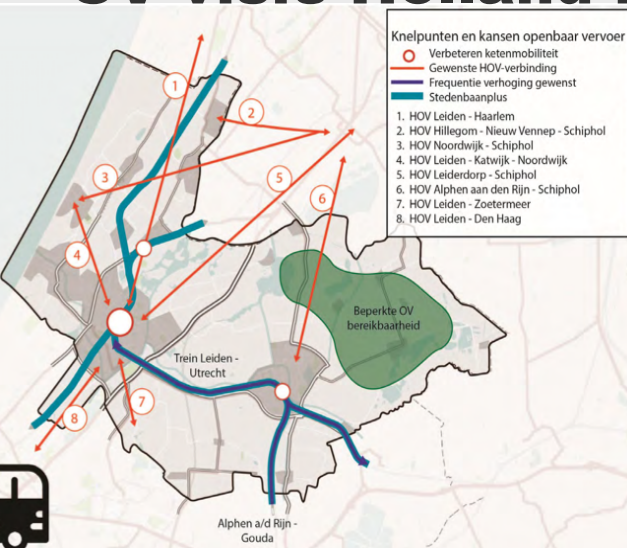 OV visie Holland
Knelpunten en kansen openbaar vervoer
Verbeteren ketenmobiliteit
Gewenste HOV-verbinding
Frequentie verhoging gewenst
Stedenbaanplus
1. HOV Leiden - Haarlem
2. HOV Hillegom - Nieuw Vennep - Schiphol
3. HOV Noordwijk - Schiphol
4. HOV Leiden - Katwijk - Noordwijk
5. HOV Leiderdorp - Schiphol
6. HOV Alphen aan den Rijn - Schiphol
7. HOV Leiden - Zoetermeer
8. HOV Leiden - Den Haag
1
2
3
5
6
4
Beperkte OV
bereikbaarheid
Trein Leiden -
Utrecht
7
8
Alphen a/d Rijn -
Gouda